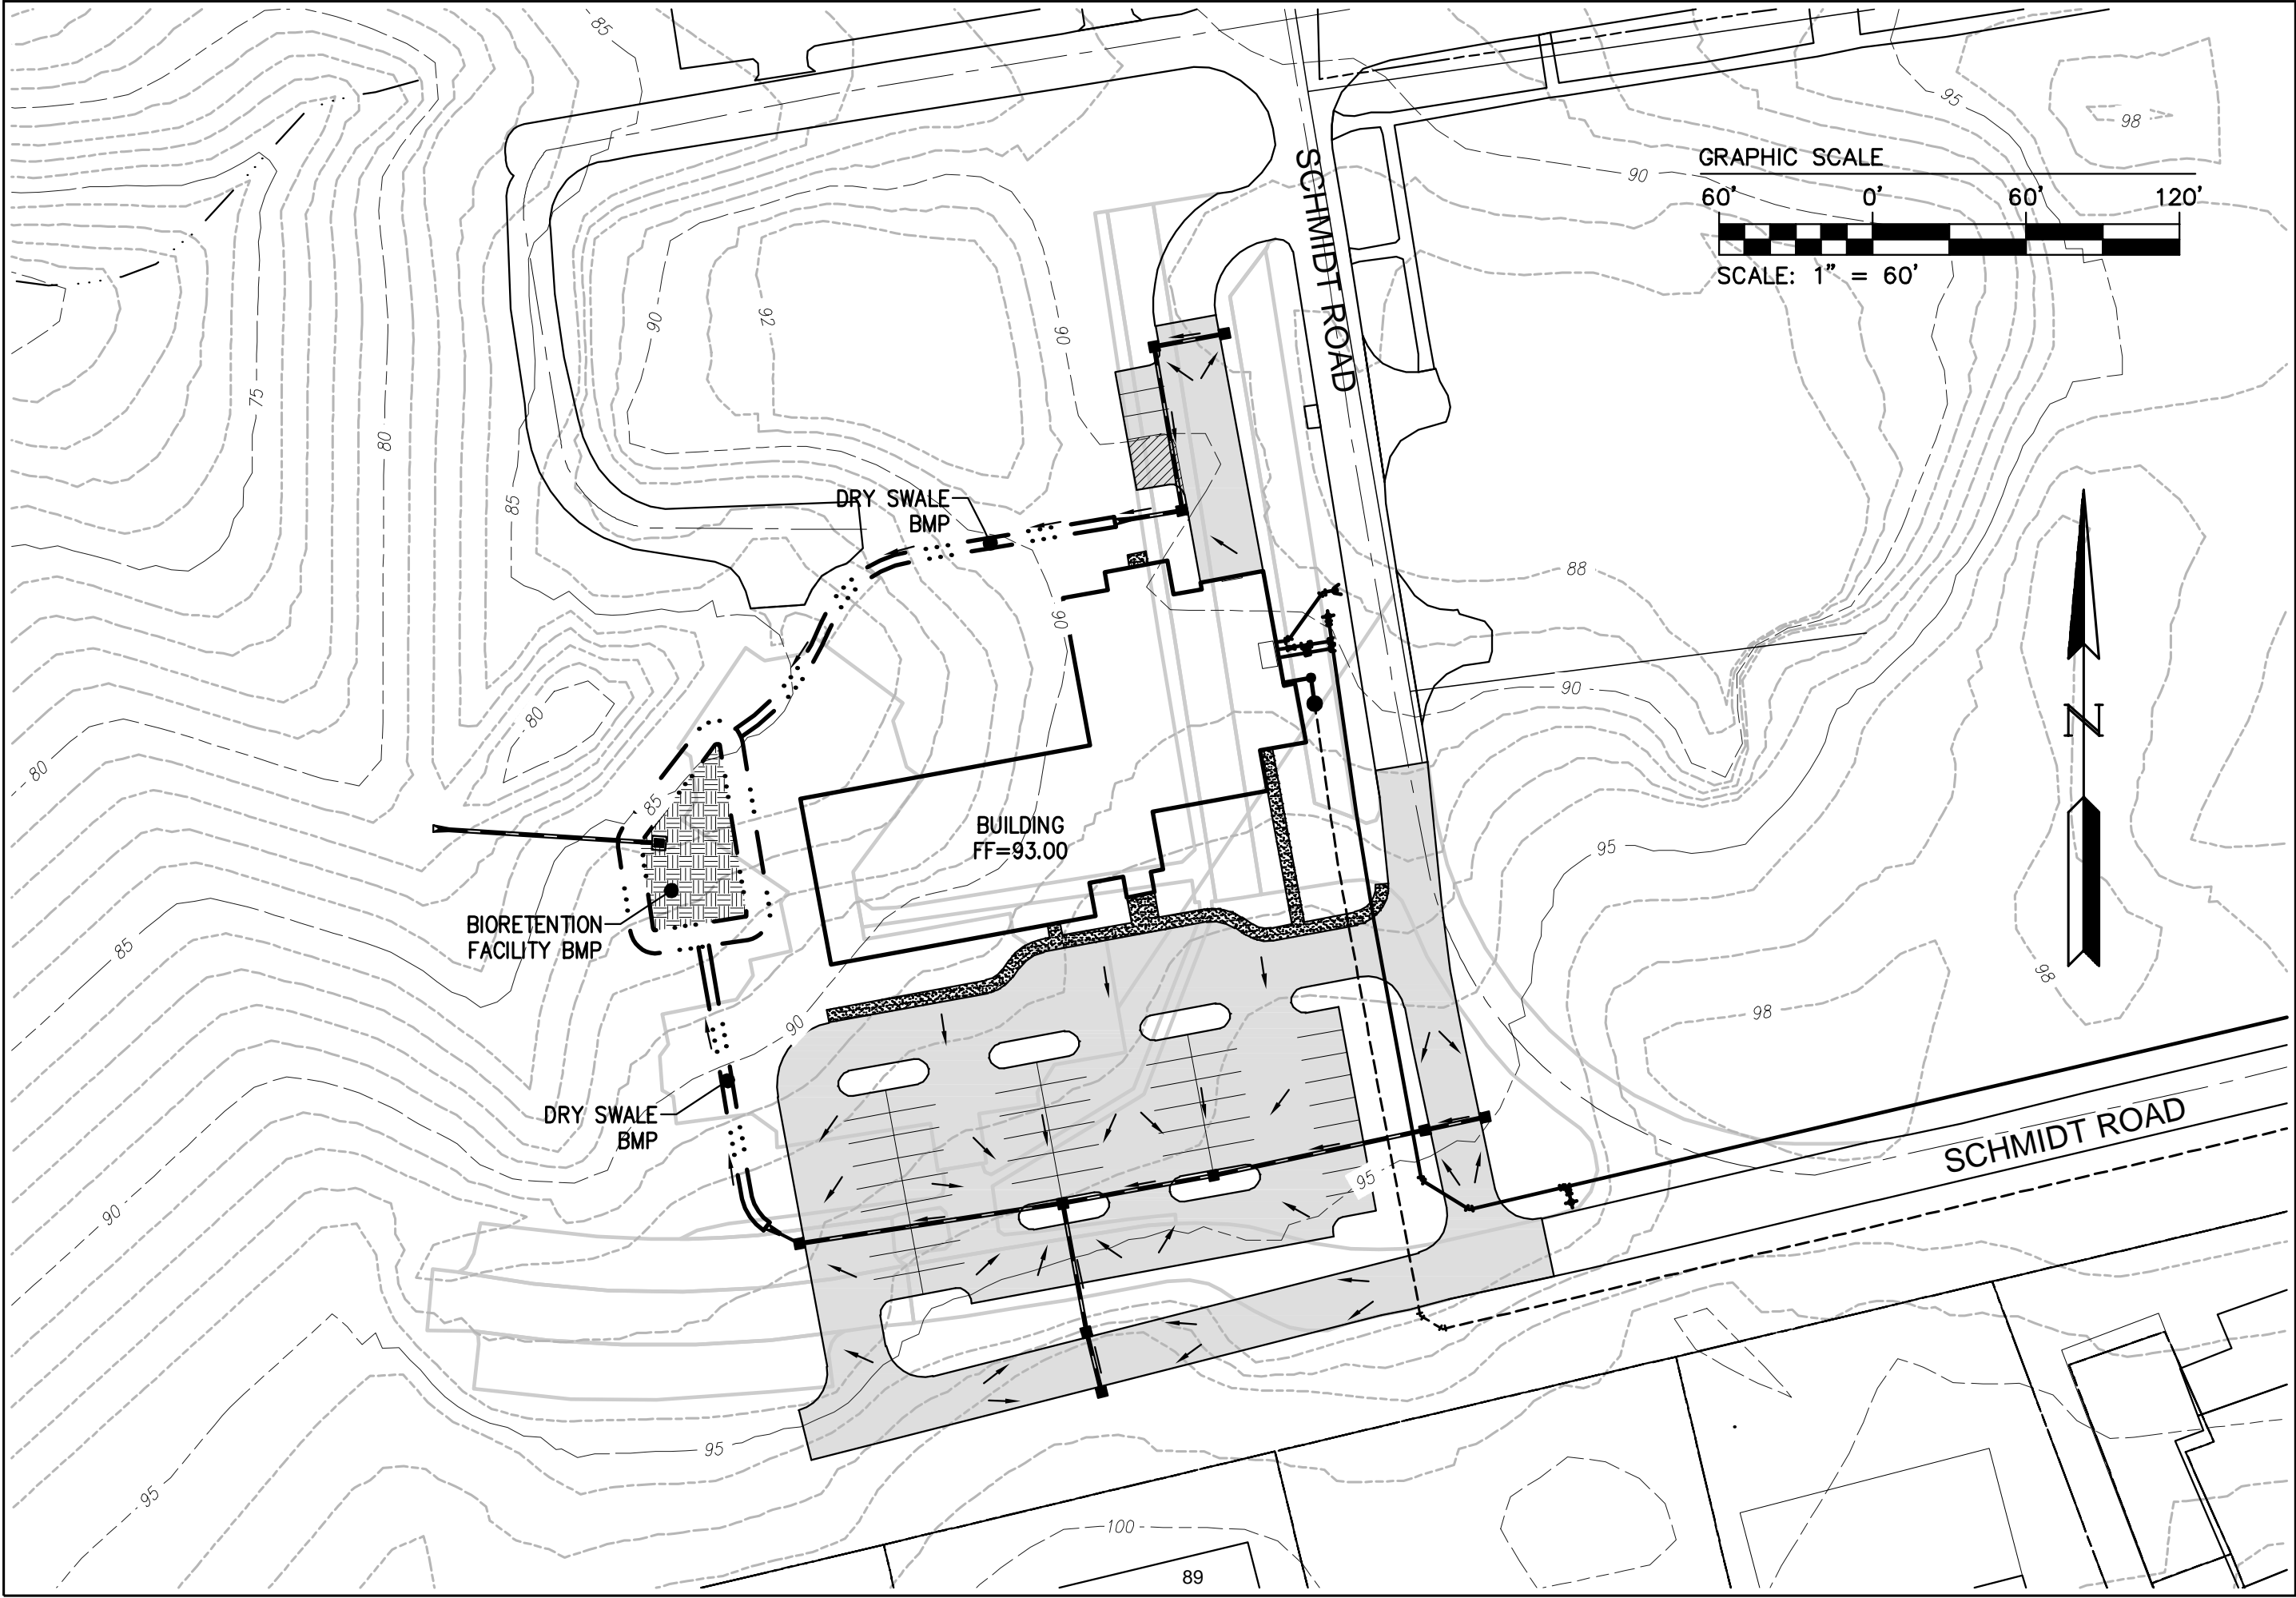 85
95
98
GRAPHIC SCALE
60' 0' 60' 120'
SCALE: 1" = 60'
SCHMIDT ROAD
90
90
92
90
75
80
85
DRY SWALE
BMP
88
90
90
80
80
85
BUILDING
FF=93.00
95
N
BIORETENTION
FACILITY BMP
85
98
98
90
DRY SWALE
BMP
SCHMIDT ROAD
95
90
95
95
100
89